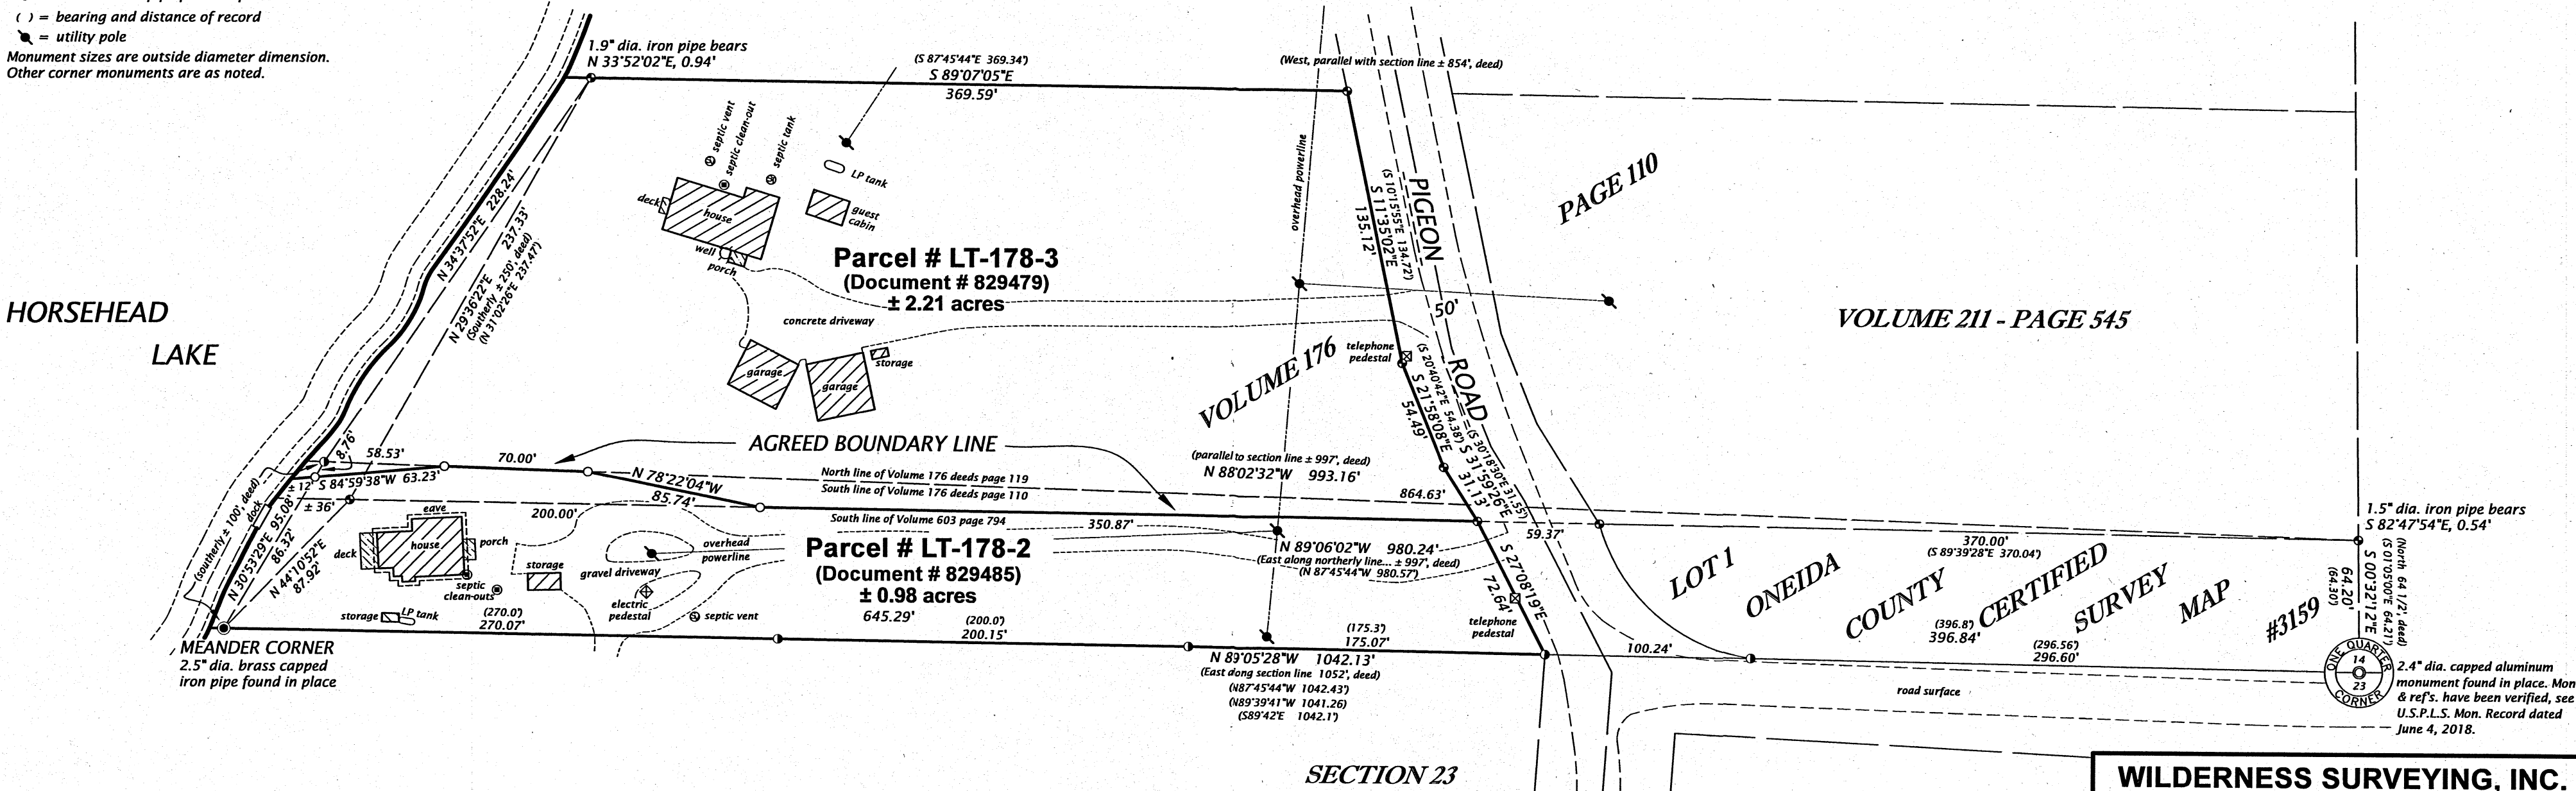 ( ) = bearing and distance of record
= utility pole
Monument sizes are outside diameter dimension.
Other corner monuments are as noted.
1.9" dia. iron pipe bears
N 33°52'02"E, 0.94'
(S 87°45'44"E 369.34')
S 89°07'05"E
369.59'
(West, parallel with section line ± 854', deed)
septic vent
septic clean-out
septic tank
LP tank
deck
house
guest
cabin
well
porch
overhead powerline
(S 10°15'55"E 134.72')
S 11°35'02"E
135.12'
PIGEON
ROAD
PAGE 110
N 34°37'52"E 228.24'
237.33'
N 29°36'22"E
(Southerly ± 250', deed)
(N 31°02'26"E 237.47')
Parcel # LT-178-3
(Document # 829479)
± 2.21 acres
concrete driveway
HORSEHEAD
LAKE
50'
VOLUME 211 - PAGE 545
garage
garage
storage
VOLUME 176
telephone
pedestal
(S 20°40'42"E 54.38')
S 21°58'08"E
54.49'
(S 30°18'30"E 31.55')
S 31°59'26"E
31.13'
AGREED BOUNDARY LINE
8.76'
58.53'
70.00'
± 12'
S 84°59'38"W 63.23'
N 78°22'04"W
85.74'
North line of Volume 176 deeds page 119
South line of Volume 176 deeds page 110
(parallel to section line ± 997', deed)
N 88°02'32"W 993.16'
864.63'
± 36'
200.00'
South line of Volume 603 page 794
350.87'
59.37'
1.5" dia. iron pipe bears
S 82°47'54"E, 0.54'
(Southerly ± 100', deed)
dock
N 30°53'29"E 95.08'
86.32'
N 44°10'52"E
87.92'
eave
deck
house
porch
septic
clean-outs
storage
gravel driveway
overhead
powerline
electric
pedestal
septic vent
storage
LP tank
Parcel # LT-178-2
(Document # 829485)
± 0.98 acres
645.29'
N 89°06'02"W 980.24'
(East along northerly line... ± 997', deed)
(N 87°45'44"W 980.57')
370.00'
(S 89°39'28"E 370.04')
S 27°08'19"E
72.64'
telephone
pedestal
LOT 1
ONEIDA
COUNTY
CERTIFIED
SURVEY
MAP
#3159
(North 64 1/2', deed)
(S 01°05'00"E 64.21')
S 00°32'12"E
64.20'
(64.30')
(270.0')
270.07'
(200.0')
200.15'
(175.3')
175.07'
100.24'
(396.8')
396.84'
(296.56')
296.60'
MEANDER CORNER
2.5" dia. brass capped
iron pipe found in place
N 89°05'28"W 1042.13'
(East along section line 1052', deed)
(N87°45'44"W 1042.43')
(N89°39'41"W 1041.26)
(S89°42'E 1042.1')
road surface
ONE QUARTER
14
23
CORNER
2.4" dia. capped aluminum
monument found in place. Mon
& ref's. have been verified, see
U.S.P.L.S. Mon. Record dated
June 4, 2018.
SECTION 23
WILDERNESS SURVEYING, INC.